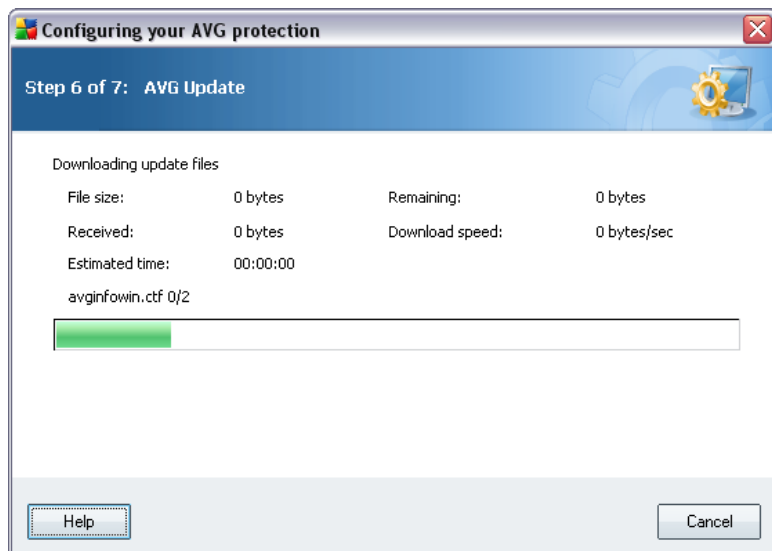 Configuring your AVG protection
Step 6 of 7: AVG Update
Downloading update files
File size: 0 bytes Remaining: 0 bytes
Received: 0 bytes Download speed: 0 bytes/sec
Estimated time: 00:00:00
avginfowin.ctf 0/2
Help Cancel